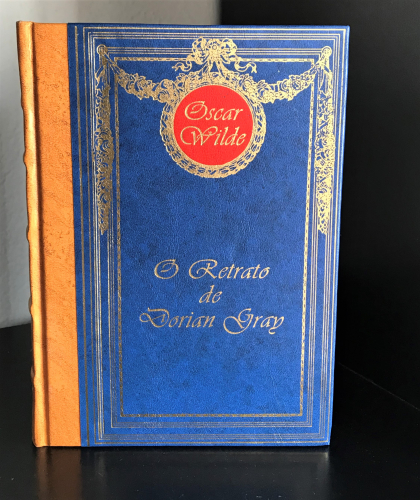 Oscar
Wilde
O Retrato
de
Dorian Gray